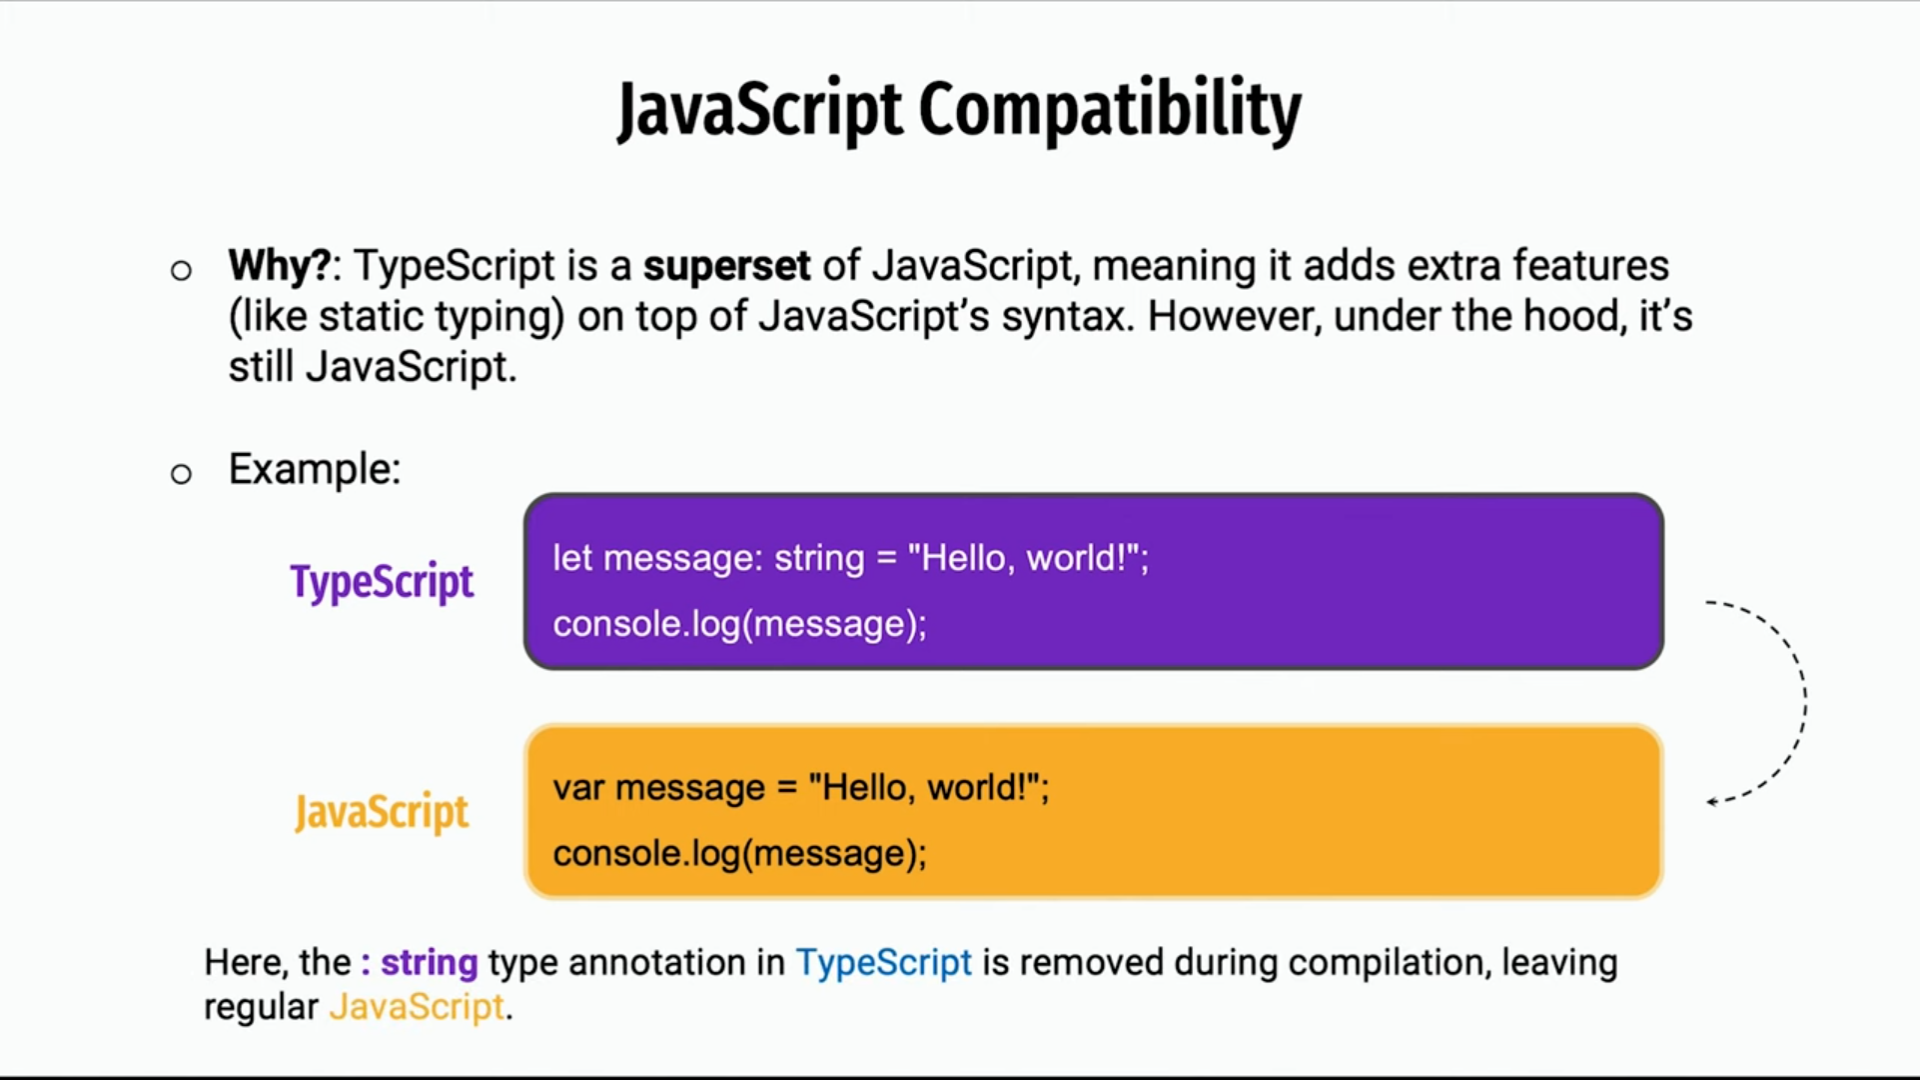 JavaScript Compatibility
Why?: TypeScript is a superset of JavaScript, meaning it adds extra features
(like static typing) on top of JavaScript’s syntax. However, under the hood, it’s
still JavaScript.
Example:
TypeScript
let message: string = "Hello, world!";
console.log(message);
JavaScript
var message = "Hello, world!";
console.log(message);
Here, the : string type annotation in TypeScript is removed during compilation, leaving
regular JavaScript.